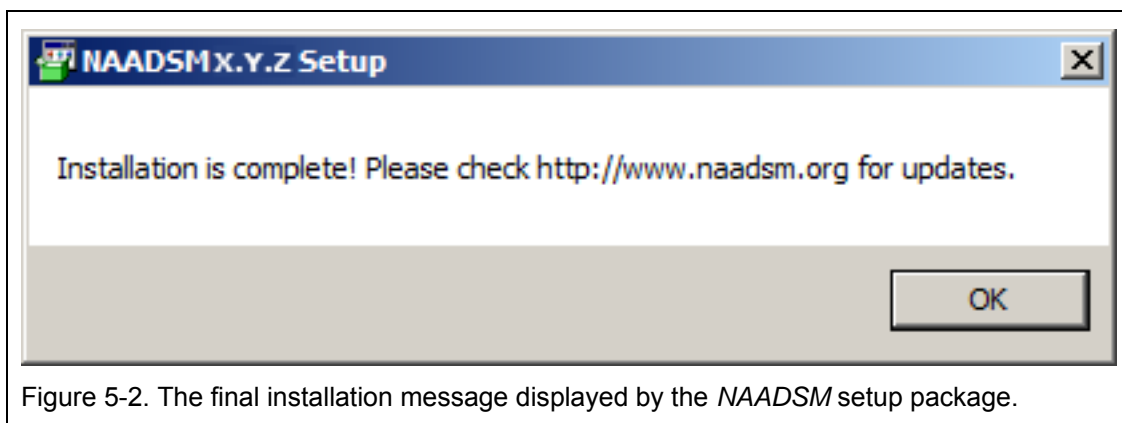 NAADSM X.Y.Z Setup
Installation is complete! Please check http://www.naadsm.org for updates.
OK
Figure 5-2. The final installation message displayed by the NAADSM setup package.